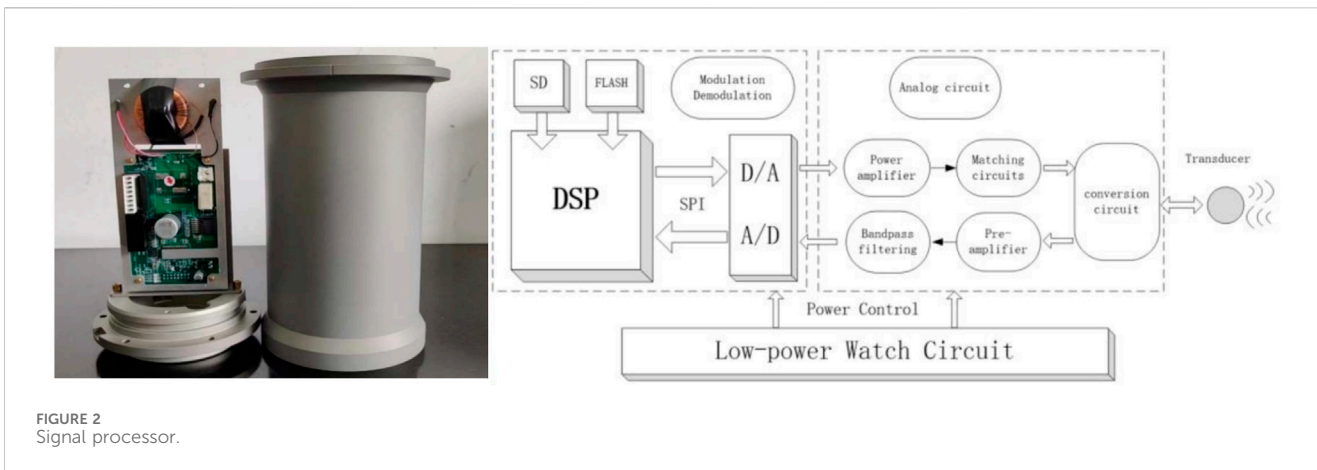 SD
FLASH
Modulation
Demodulation
Analog circuit
DSP
SPI
D/A
A/D
Power
amplifier
Matching
circuits
conversion
circuit
Transducer
Bandpass
filtering
Pre-
amplifier
Power Control
Low-power Watch Circuit
FIGURE 2
Signal processor.